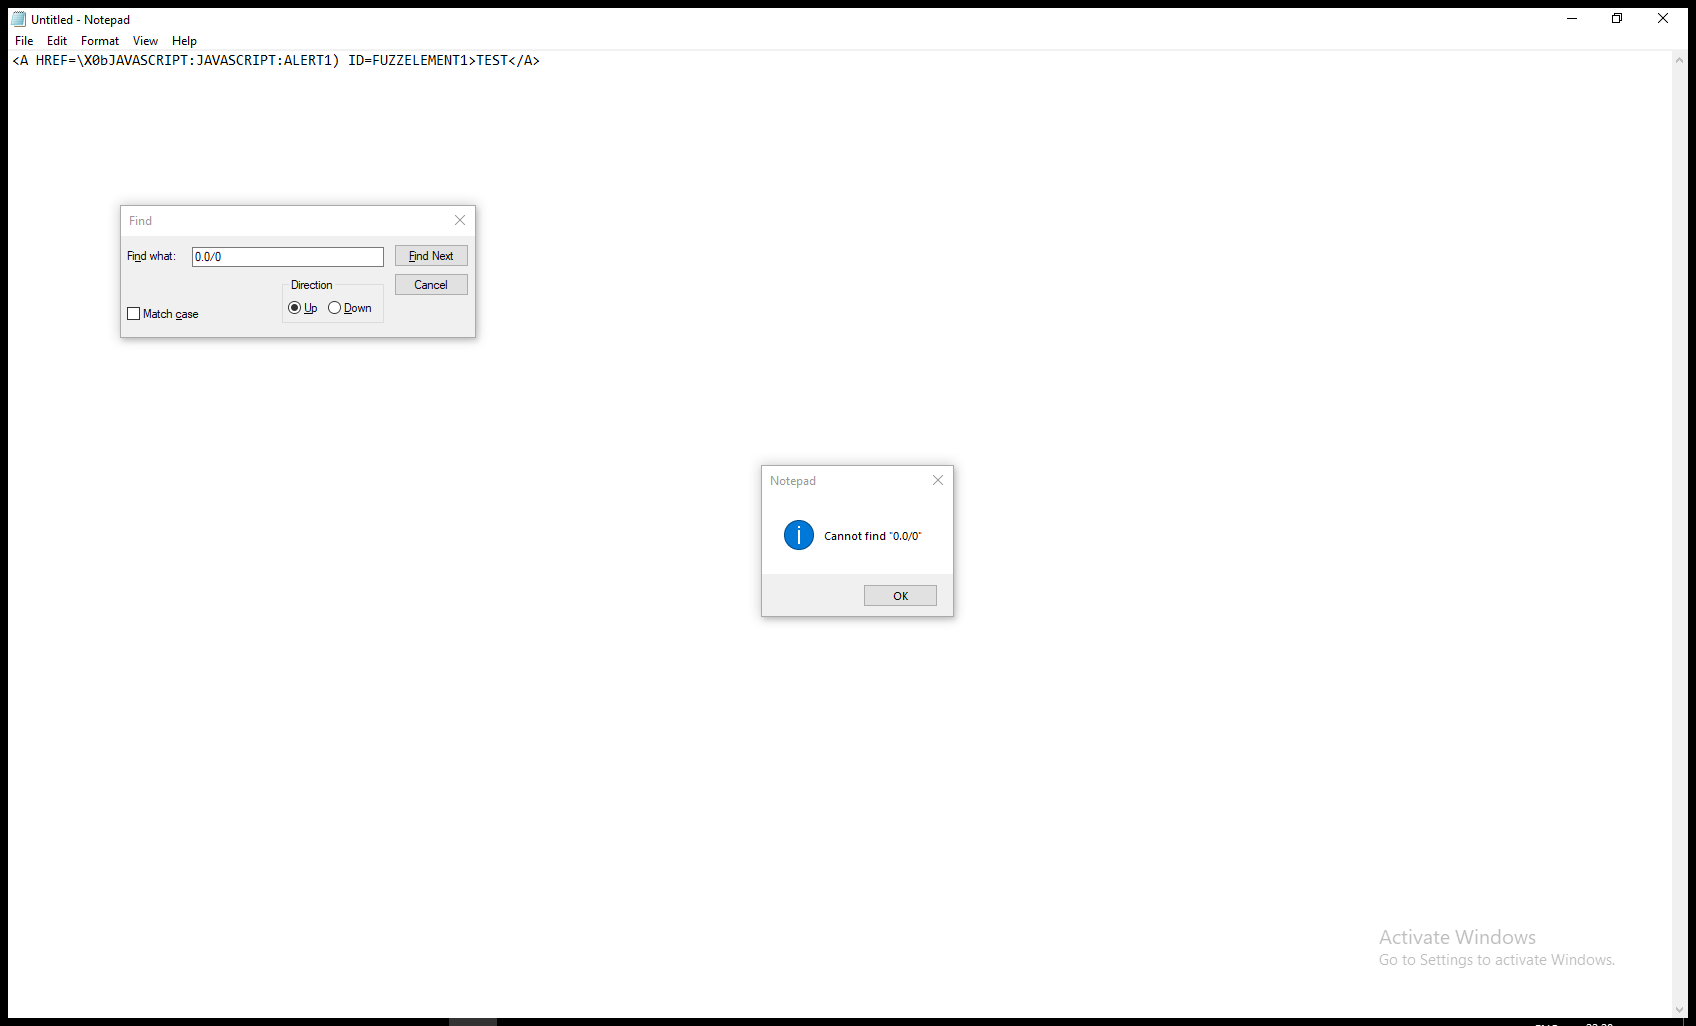 Untitled - Notepad
File Edit Format View Help
<A HREF=\X0bJAVASCRIPT:JAVASCRIPT:ALERT1) ID=FUZZELEMENT1>TEST</A>
Find
Find what: 0.0/0 Find Next
Direction Cancel
Up Down
Match case
Notepad
Cannot find "0.0/0"
OK
Activate Windows
Go to Settings to activate Windows.